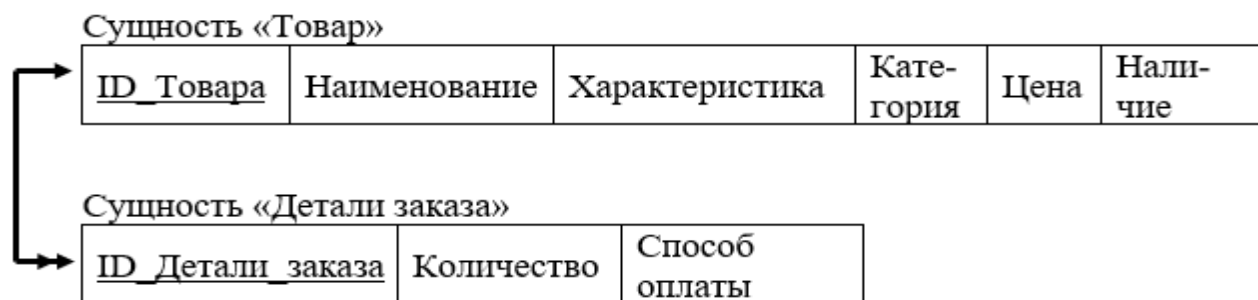 Сущность «Товар»
ID_Товара Наименование Характеристика Кате-
гория Цена Нали-
чие
Сущность «Детали заказа»
ID_Детали_заказа Количество Способ
оплаты